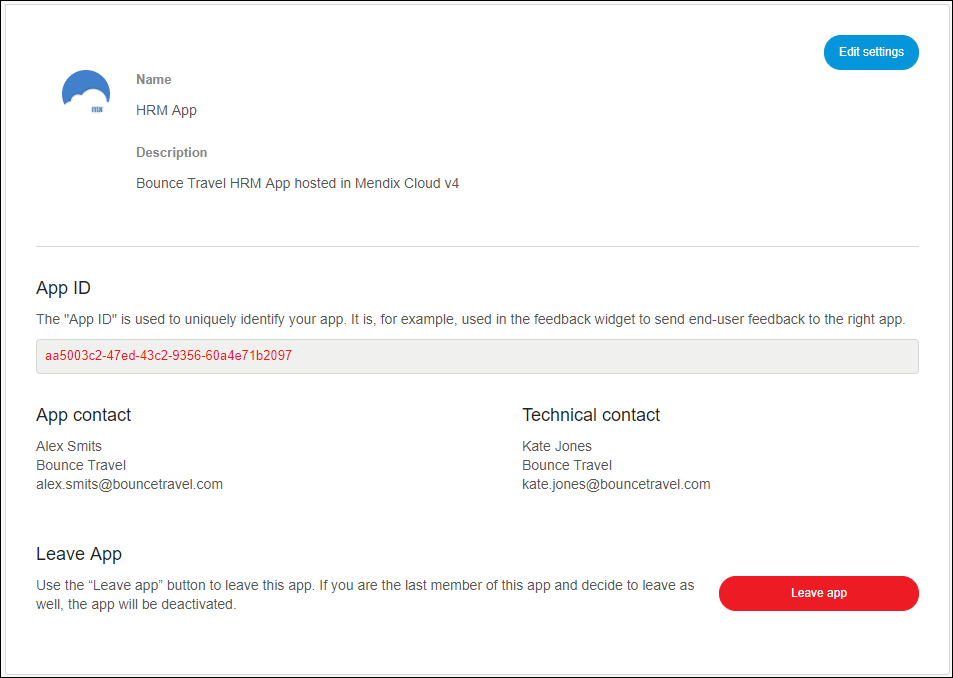 Edit settings
Name
HRM App
Description
Bounce Travel HRM App hosted in Mendix Cloud v4
mx
App ID
The "App ID" is used to uniquely identify your app. It is, for example, used in the feedback widget to send end-user feedback to the right app.
aa5003c2-47ed-43c2-9356-60a4e71b2097
App contact
Alex Smits
Bounce Travel
alex.smits@bouncetravel.com
Technical contact
Kate Jones
Bounce Travel
kate.jones@bouncetravel.com
Leave App
Use the “Leave app” button to leave this app. If you are the last member of this app and decide to leave as
well, the app will be deactivated.
Leave app